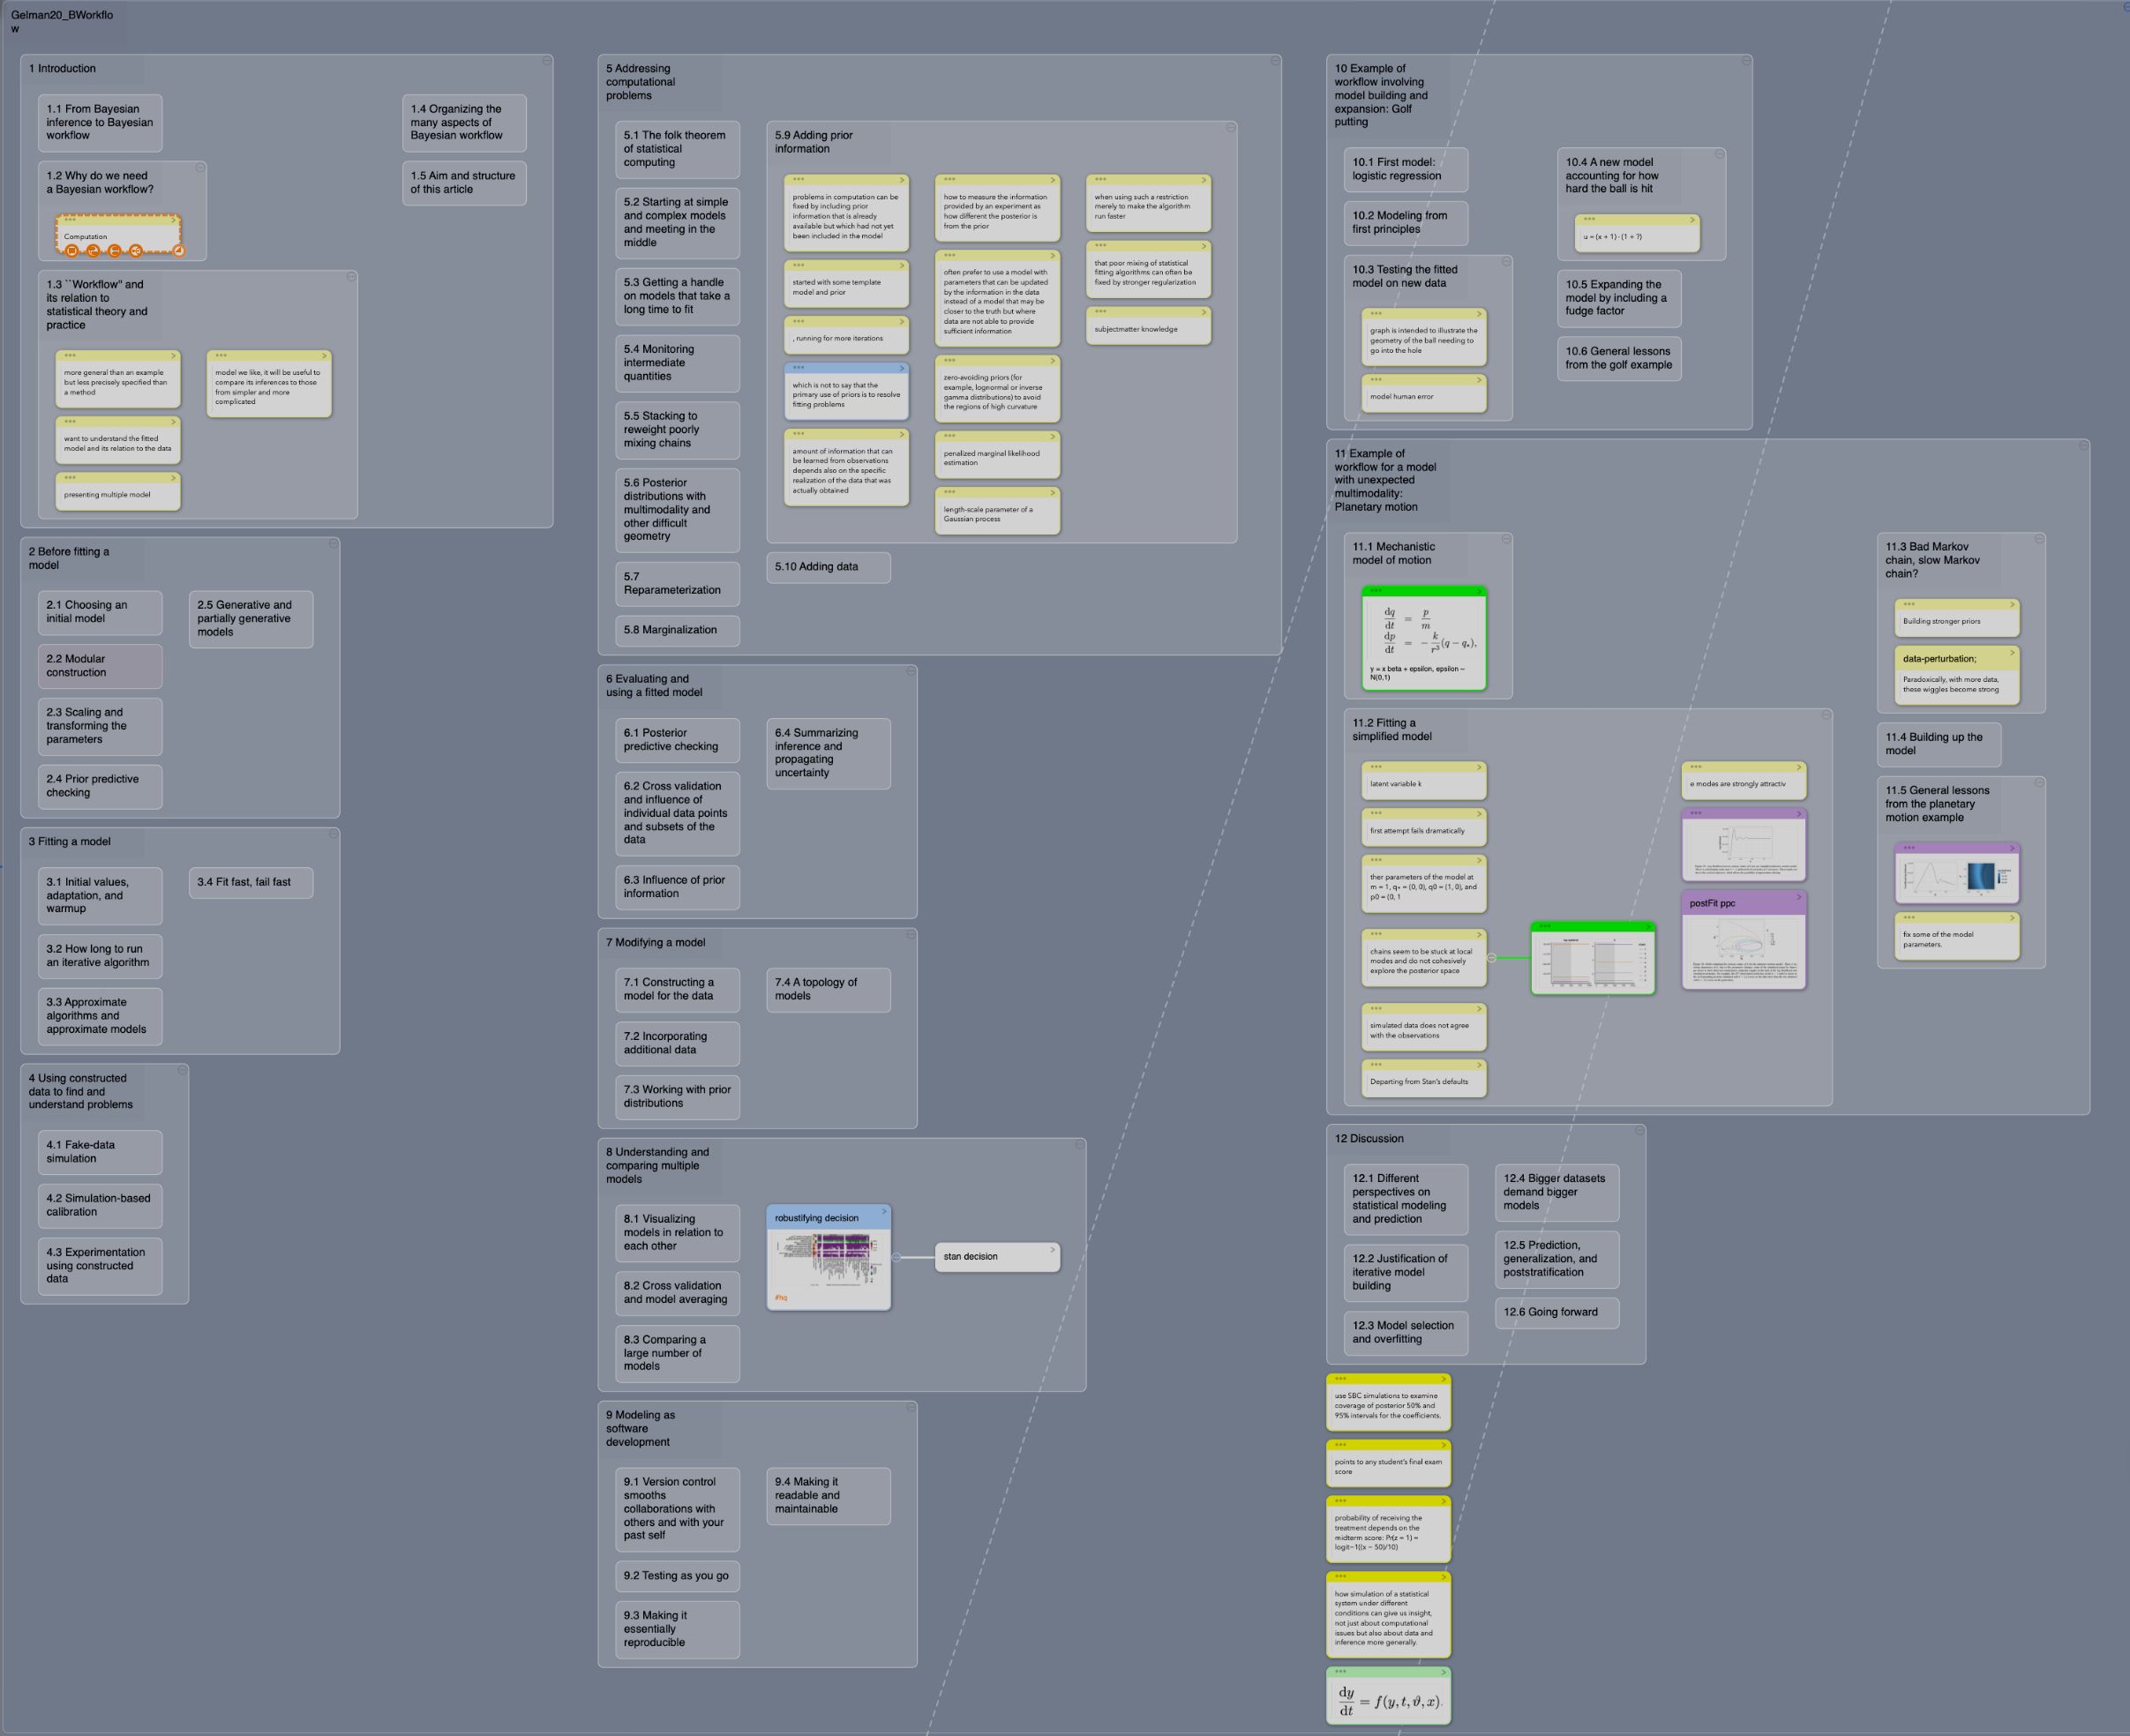 Gelman20_BWorkflo
w
1 Introduction
1.1 From Bayesian
inference to Bayesian
workflow
1.2 Why do we need
a Bayesian workflow?
Computation
1.3 ``Workflow'' and
its relation to
statistical theory and
practice
more general than an example
but less precisely specified than
a method
want to understand the fitted
model and its relation to the data
presenting multiple model
model we like, it will be useful to
compare its inferences to those
from simpler and more
complicated
1.4 Organizing the
many aspects of
Bayesian workflow
1.5 Aim and structure
of this article
2 Before fitting a
model
2.1 Choosing an
initial model
2.2 Modular
construction
2.3 Scaling and
transforming the
parameters
2.4 Prior predictive
checking
2.5 Generative and
partially generative
models
3 Fitting a model
3.1 Initial values,
adaptation, and
warmup
3.2 How long to run
an iterative algorithm
3.3 Approximate
algorithms and
approximate models
3.4 Fit fast, fail fast
4 Using constructed
data to find and
understand problems
4.1 Fake-data
simulation
4.2 Simulation-based
calibration
4.3 Experimentation
using constructed
data
5 Addressing
computational
problems
5.1 The folk theorem
of statistical
computing
5.2 Starting at simple
and complex models
and meeting in the
middle
5.3 Getting a handle
on models that take a
long time to fit
5.4 Monitoring
intermediate
quantities
5.5 Stacking to
reweight poorly
mixing chains
5.6 Posterior
distributions with
multimodality and
other difficult
geometry
5.7
Reparameterization
5.8 Marginalization
5.9 Adding prior
information
problems in computation can be
fixed by including prior
information that is already
available but which had not yet
been included in the model
started with some template
model and prior
, running for more iterations
which is not to say that the
primary use of priors is to resolve
fitting problems
amount of information that can
be learned from observations
depends also on the specific
realization of the data that was
actually obtained
how to measure the information
provided by an experiment as
how different the posterior is
from the prior
often prefer to use a model with
parameters that can be updated
by the information in the data
instead of a model that may be
closer to the truth but where
data are not able to provide
sufficient information
zero-avoiding priors (for
example, lognormal or inverse
gamma distributions) to avoid
the regions of high curvature
penalized marginal likelihood
estimation
length-scale parameter of a
Gaussian process
when using such a restriction
merely to make the algorithm
run faster
that poor mixing of statistical
fitting algorithms can often be
fixed by stronger regularization
subjectmatter knowledge
5.10 Adding data
6 Evaluating and
using a fitted model
6.1 Posterior
predictive checking
6.2 Cross validation
and influence of
individual data points
and subsets of the
data
6.3 Influence of prior
information
6.4 Summarizing
inference and
propagating
uncertainty
7 Modifying a model
7.1 Constructing a
model for the data
7.2 Incorporating
additional data
7.3 Working with prior
distributions
7.4 A topology of
models
8 Understanding and
comparing multiple
models
8.1 Visualizing
models in relation to
each other
8.2 Cross validation
and model averaging
8.3 Comparing a
large number of
models
robustifying decision
#hq
stan decision
9 Modeling as
software
development
9.1 Version control
smooths
collaborations with
others and with your
past self
9.2 Testing as you go
9.3 Making it
essentially
reproducible
9.4 Making it
readable and
maintainable
10 Example of
workflow involving
model building and
expansion: Golf
putting
10.1 First model:
logistic regression
10.2 Modeling from
first principles
10.3 Testing the fitted
model on new data
graph is intended to illustrate the
geometry of the ball needing to
go into the hole
model human error
10.4 A new model
accounting for how
hard the ball is hit
u = (x + 1) · (1 + ?)
10.5 Expanding the
model by including a
fudge factor
10.6 General lessons
from the golf example
11 Example of
workflow for a model
with unexpected
multimodality:
Planetary motion
11.1 Mechanistic
model of motion
dq/dt = p/m
dp/dt = −k/r³(q − q⋆),
y = x beta + epsilon, epsilon ~
N(0,1)
11.2 Fitting a
simplified model
latent variable k
first attempt fails dramatically
ther parameters of the model at
m = 1, q⋆ = (0, 0), q0 = (1, 0), and
p0 = (0, 1
chains seem to be stuck at local
modes and do not cohesively
explore the posterior space
simulated data does not agree
with the observations
Departing from Stan's defaults
e modes are strongly attractiv
postFit ppc
11.3 Bad Markov
chain, slow Markov
chain?
Building stronger priors
data-perturbation;
Paradoxically, with more data,
these wiggles become strong
11.4 Building up the
model
11.5 General lessons
from the planetary
motion example
fix some of the model
parameters.
12 Discussion
12.1 Different
perspectives on
statistical modeling
and prediction
12.2 Justification of
iterative model
building
12.3 Model selection
and overfitting
12.4 Bigger datasets
demand bigger
models
12.5 Prediction,
generalization, and
poststratification
12.6 Going forward
use SBC simulations to examine
coverage of posterior 50% and
95% intervals for the coefficients.
points to any student's final exam
score
probability of receiving the
treatment depends on the
midterm score: Pr(z = 1) =
logit−1((x − 50)/10)
how simulation of a statistical
system under different
conditions can give us insight,
not just about computational
issues but also about data and
inference more generally.
dy/dt = f(y, t, ϑ, x).